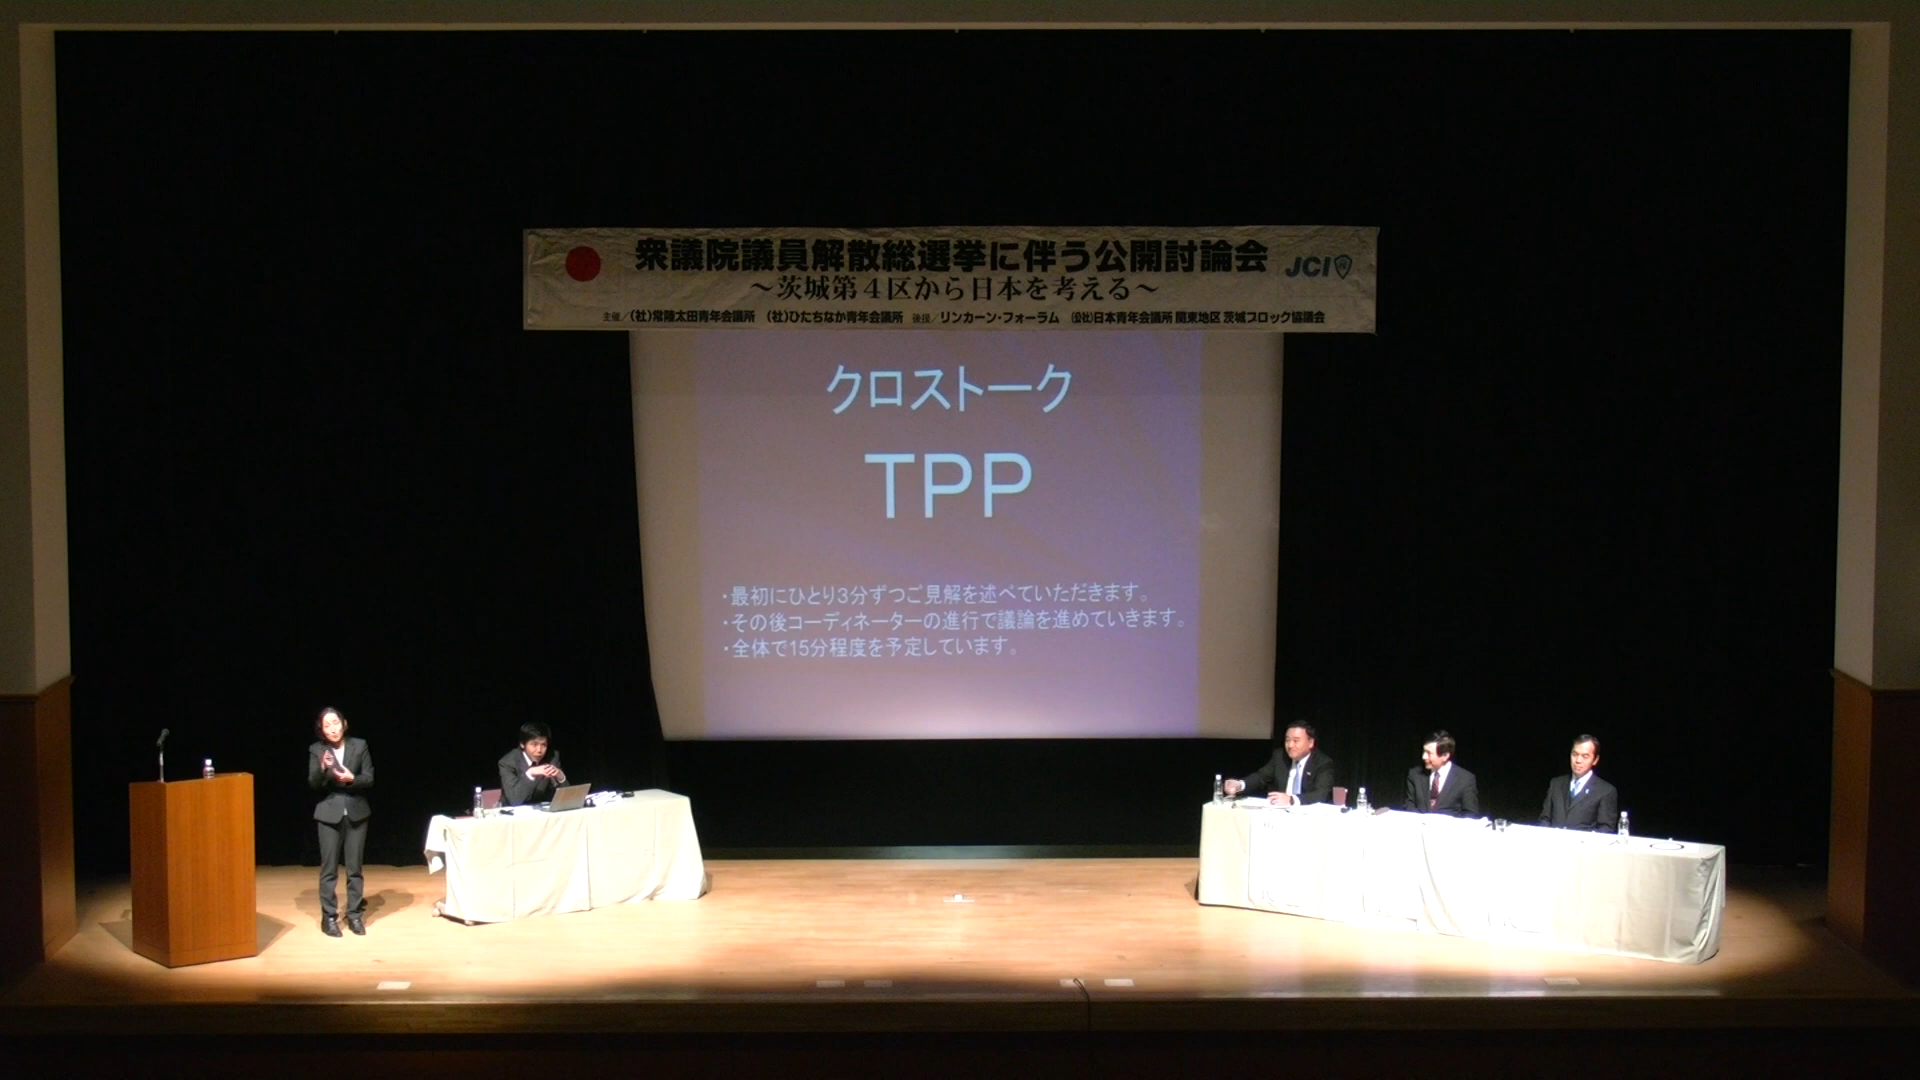 衆議院議員解散総選挙に伴う公開討論会
JCI
～茨城第4区から日本を考える～
主催／(社)常陸太田青年会議所 (社)ひたちなか青年会議所 後援／リンカーン・フォーラム (公社)日本青年会議所 関東地区 茨城ブロック協議会
クロストーク
TPP
・最初にひとり3分ずつご見解を述べていただきます。
・その後コーディネーターの進行で議論を進めていきます。
・全体で15分程度を予定しています。